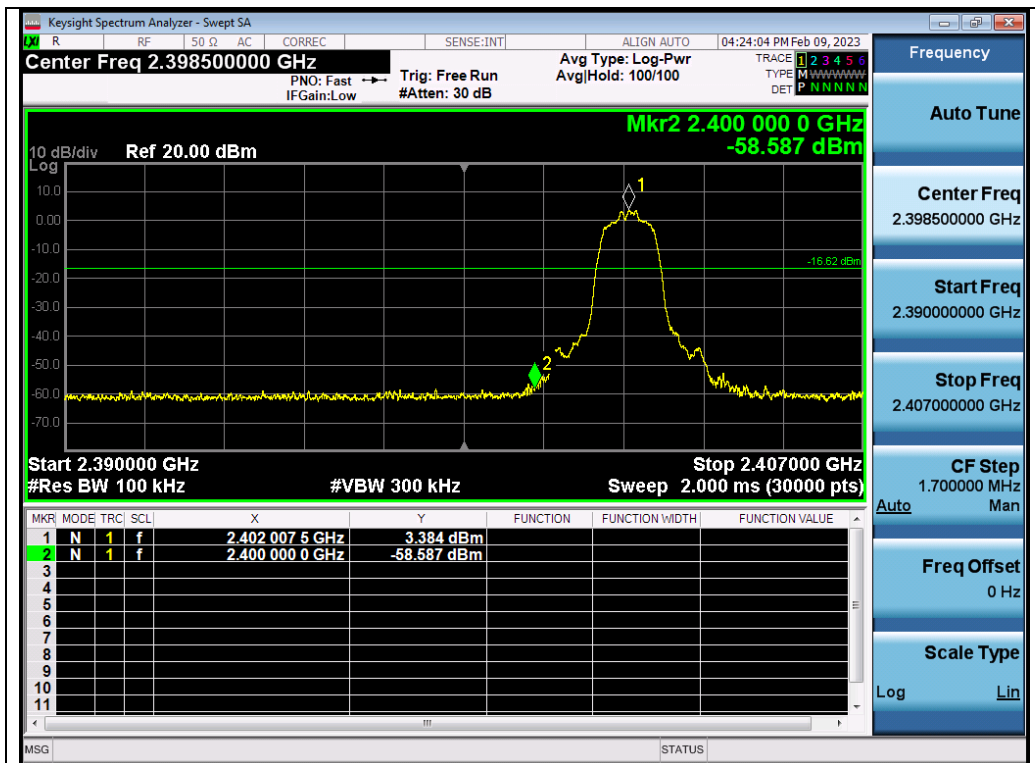 Keysight Spectrum Analyzer - Swept SA
LXI R RF 50 Ω AC CORREC SENSE:INT ALIGN AUTO 04:24:04 PM Feb 09, 2023
Center Freq 2.398500000 GHz
PNO: Fast
IFGain:Low
Trig: Free Run
#Atten: 30 dB
Avg Type: Log-Pwr
Avg|Hold: 100/100
TRACE 1 2 3 4 5 6
TYPE M W W W W W
DET P N N N N N
Mkr2 2.400 000 0 GHz
-58.587 dBm
10 dB/div Ref 20.00 dBm
Log
10.0
0.00
-10.0
-20.0
-30.0
-40.0
-50.0
-60.0
-70.0
1
-16.62 dBm
2
Start 2.390000 GHz Stop 2.407000 GHz
#Res BW 100 kHz #VBW 300 kHz Sweep 2.000 ms (30000 pts)
MKR MODE TRC SCL X Y FUNCTION FUNCTION WIDTH FUNCTION VALUE
1 N 1 f 2.402 007 5 GHz 3.384 dBm
2 N 1 f 2.400 000 0 GHz -58.587 dBm
3
4
5
6
7
8
9
10
11
MSG STATUS
Frequency
Auto Tune
Center Freq
2.398500000 GHz
Start Freq
2.390000000 GHz
Stop Freq
2.407000000 GHz
CF Step
1.700000 MHz
Auto Man
Freq Offset
0 Hz
Scale Type
Log Lin